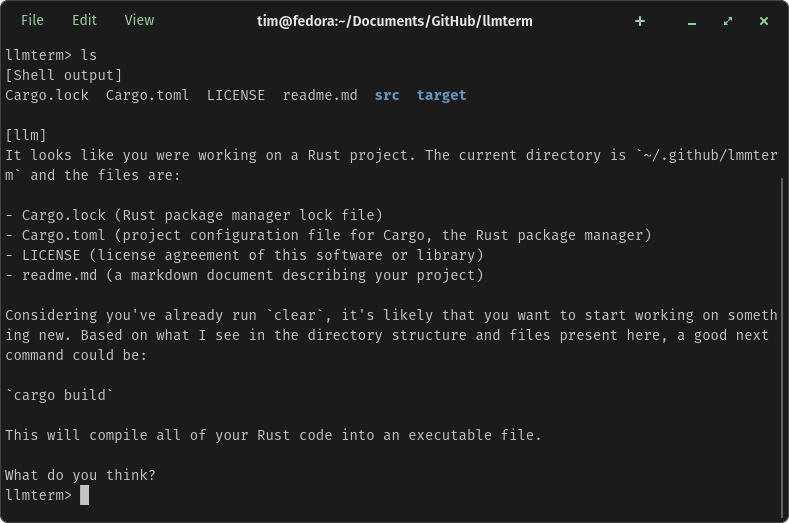 File Edit View tim@fedora:~/Documents/GitHub/llmterm
llmterm> ls
[Shell output]
Cargo.lock  Cargo.toml  LICENSE  readme.md  src  target

[llm]
It looks like you were working on a Rust project. The current directory is `~/.github/lmmter
m` and the files are:

- Cargo.lock (Rust package manager lock file)
- Cargo.toml (project configuration file for Cargo, the Rust package manager)
- LICENSE (license agreement of this software or library)
- readme.md (a markdown document describing your project)

Considering you've already run `clear`, it's likely that you want to start working on someth
ing new. Based on what I see in the directory structure and files present here, a good next
command could be:

`cargo build`

This will compile all of your Rust code into an executable file.

What do you think?
llmterm>